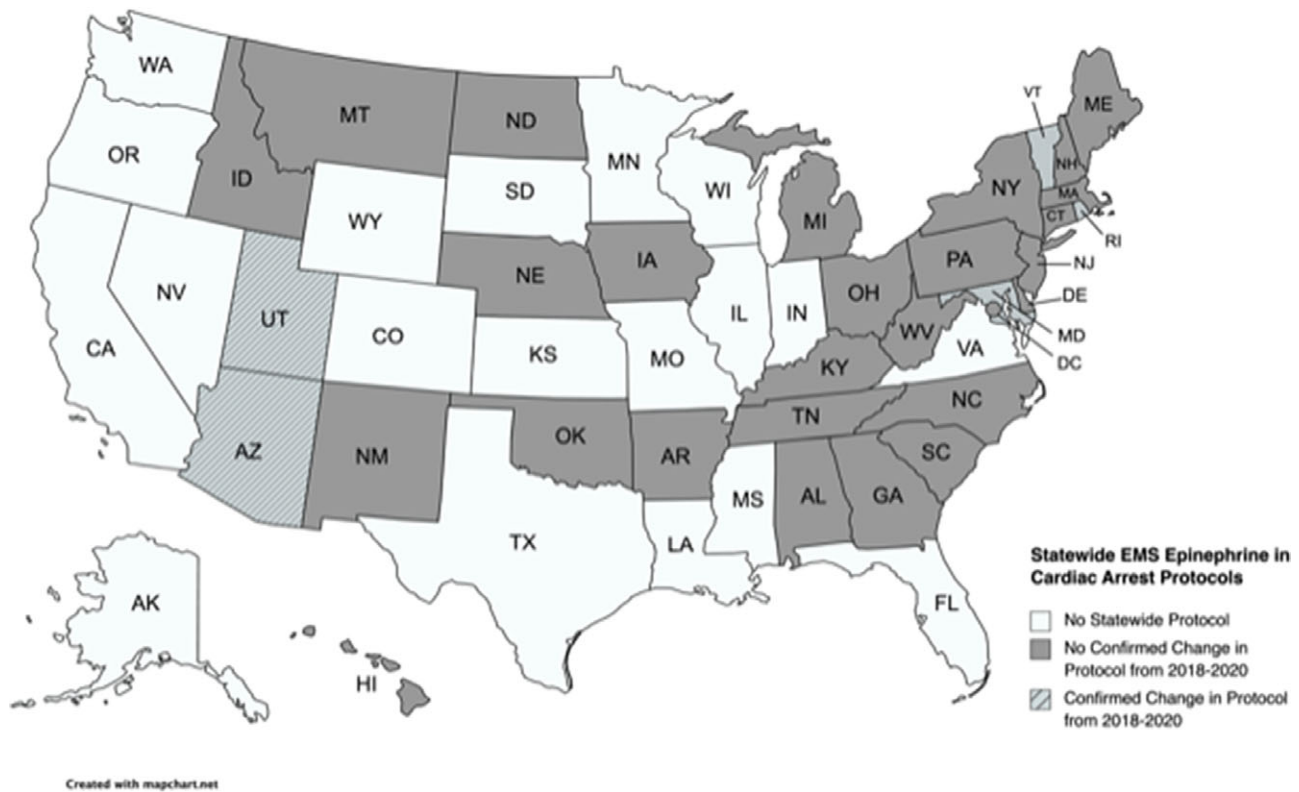 WA
MT
ND
MN
VT
ME
OR
ID
SD
WI
NH
NY
MA
WY
MI
CT
RI
IA
PA
NJ
NE
NV
OH
DE
UT
IL
IN
CO
WV
MD
CA
KS
MO
VA
DC
KY
NC
TN
AZ
OK
NM
AR
SC
MS
AL
GA
TX
LA
Statewide EMS Epinephrine in
Cardiac Arrest Protocols
AK
FL
No Statewide Protocol
No Confirmed Change in
Protocol from 2018-2020
HI
Confirmed Change in Protocol
from 2018-2020
Created with mapchart.net